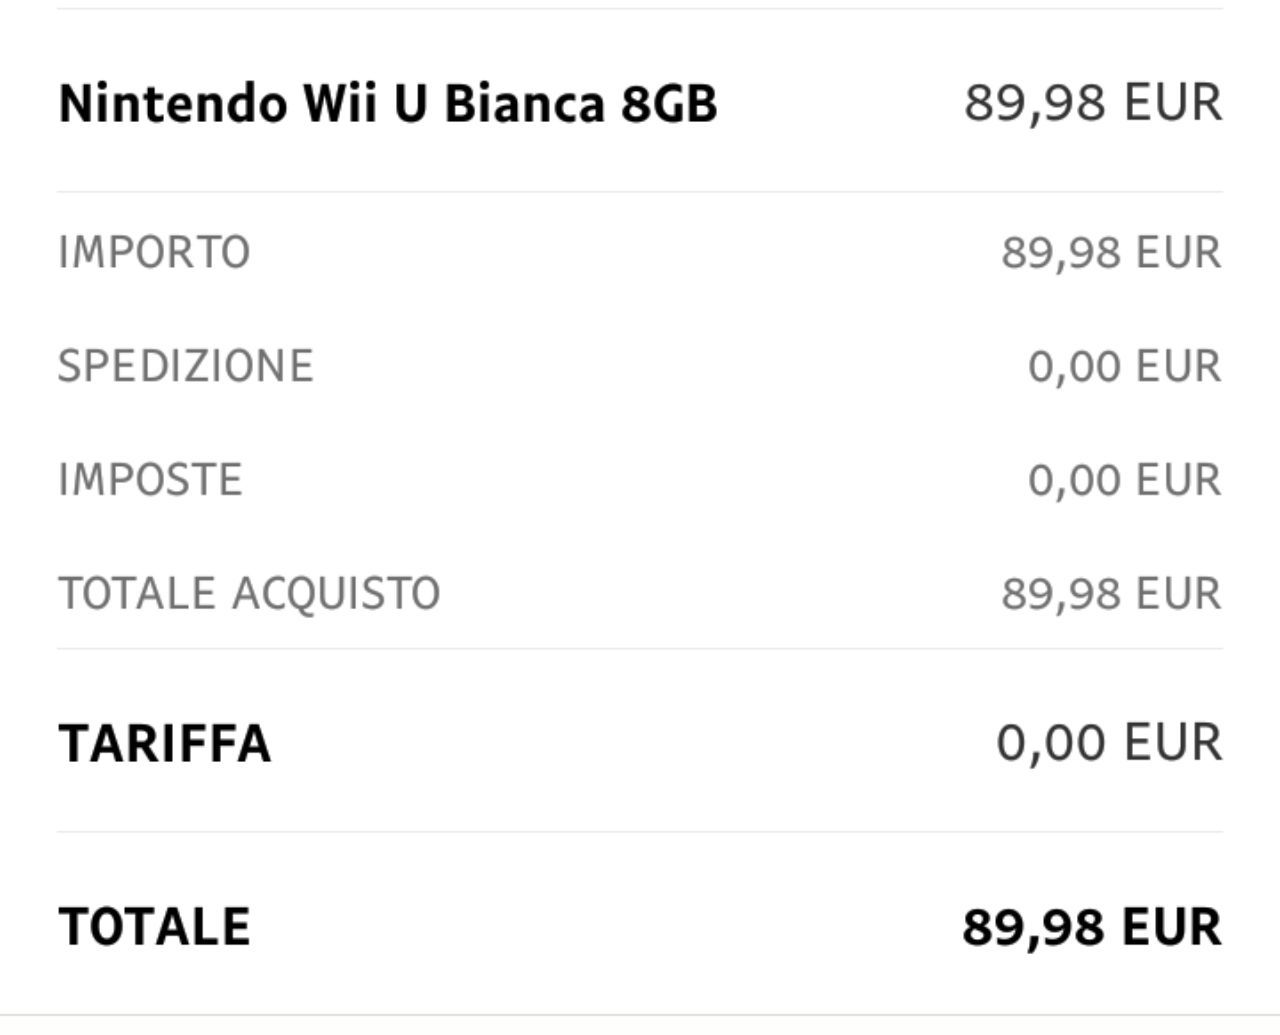 Nintendo Wii U Bianca 8GB 89,98 EUR
IMPORTO 89,98 EUR
SPEDIZIONE 0,00 EUR
IMPOSTE 0,00 EUR
TOTALE ACQUISTO 89,98 EUR
TARIFFA 0,00 EUR
TOTALE 89,98 EUR